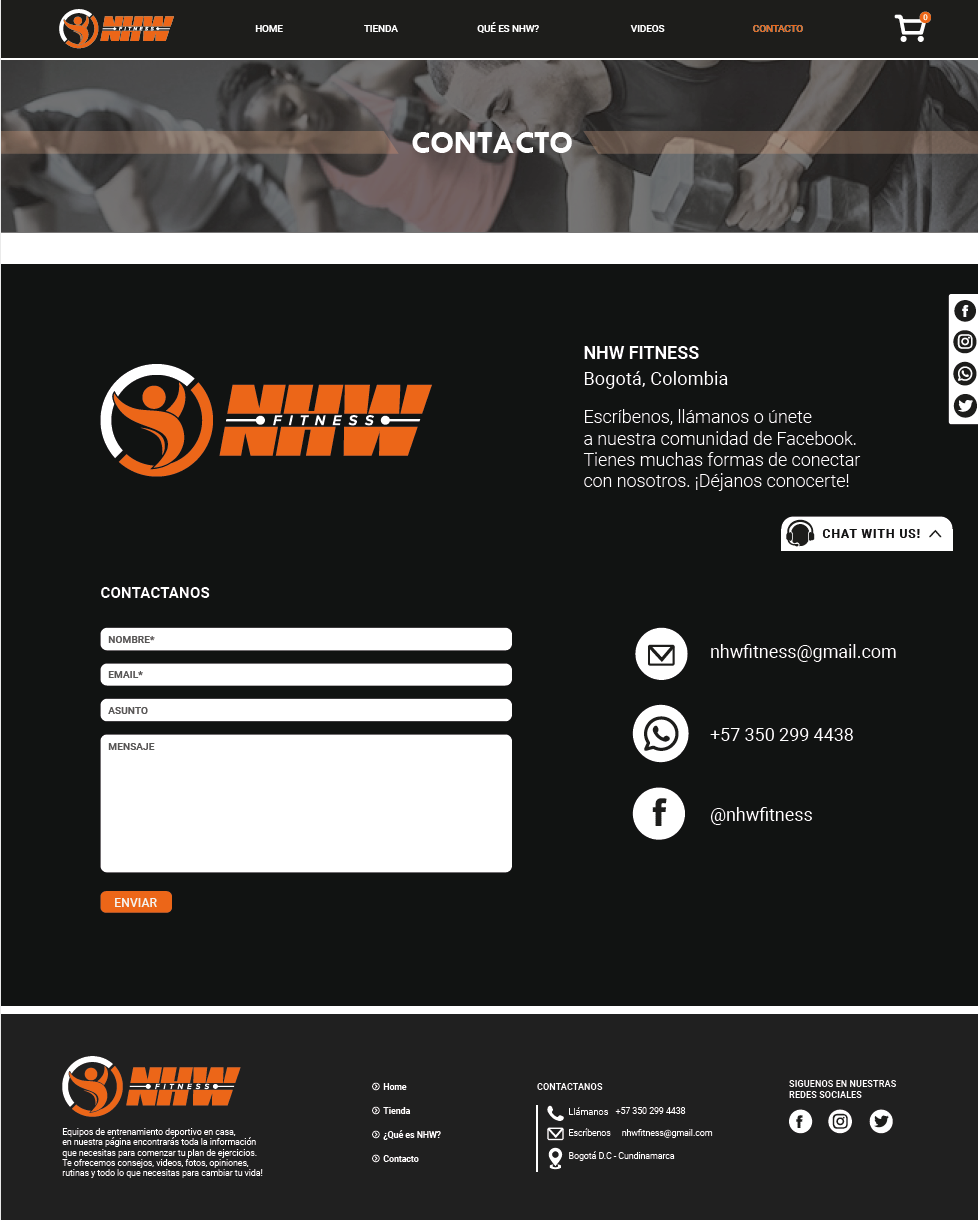 NHW
FITNESS
HOME
TIENDA
QUÉ ES NHW?
VIDEOS
CONTACTO
0
CONTACTO
NHW
FITNESS
NHW FITNESS
Bogotá, Colombia
Escríbenos, llámanos o únete
a nuestra comunidad de Facebook.
Tienes muchas formas de conectar
con nosotros. ¡Déjanos conocerte!
CHAT WITH US!
CONTACTANOS
NOMBRE*
EMAIL*
ASUNTO
MENSAJE
ENVIAR
nhwfitness@gmail.com
+57 350 299 4438
@nhwfitness
NHW
FITNESS
Equipos de entrenamiento deportivo en casa,
en nuestra página encontrarás toda la información
que necesitas para comenzar tu plan de ejercicios.
Te ofrecemos consejos, videos, fotos, opiniones,
rutinas y todo lo que necesitas para cambiar tu vida!
Home
Tienda
¿Qué es NHW?
Contacto
CONTACTANOS
Llámanos +57 350 299 4438
Escríbenos nhwfitness@gmail.com
Bogotá D.C - Cundinamarca
SIGUENOS EN NUESTRAS
REDES SOCIALES